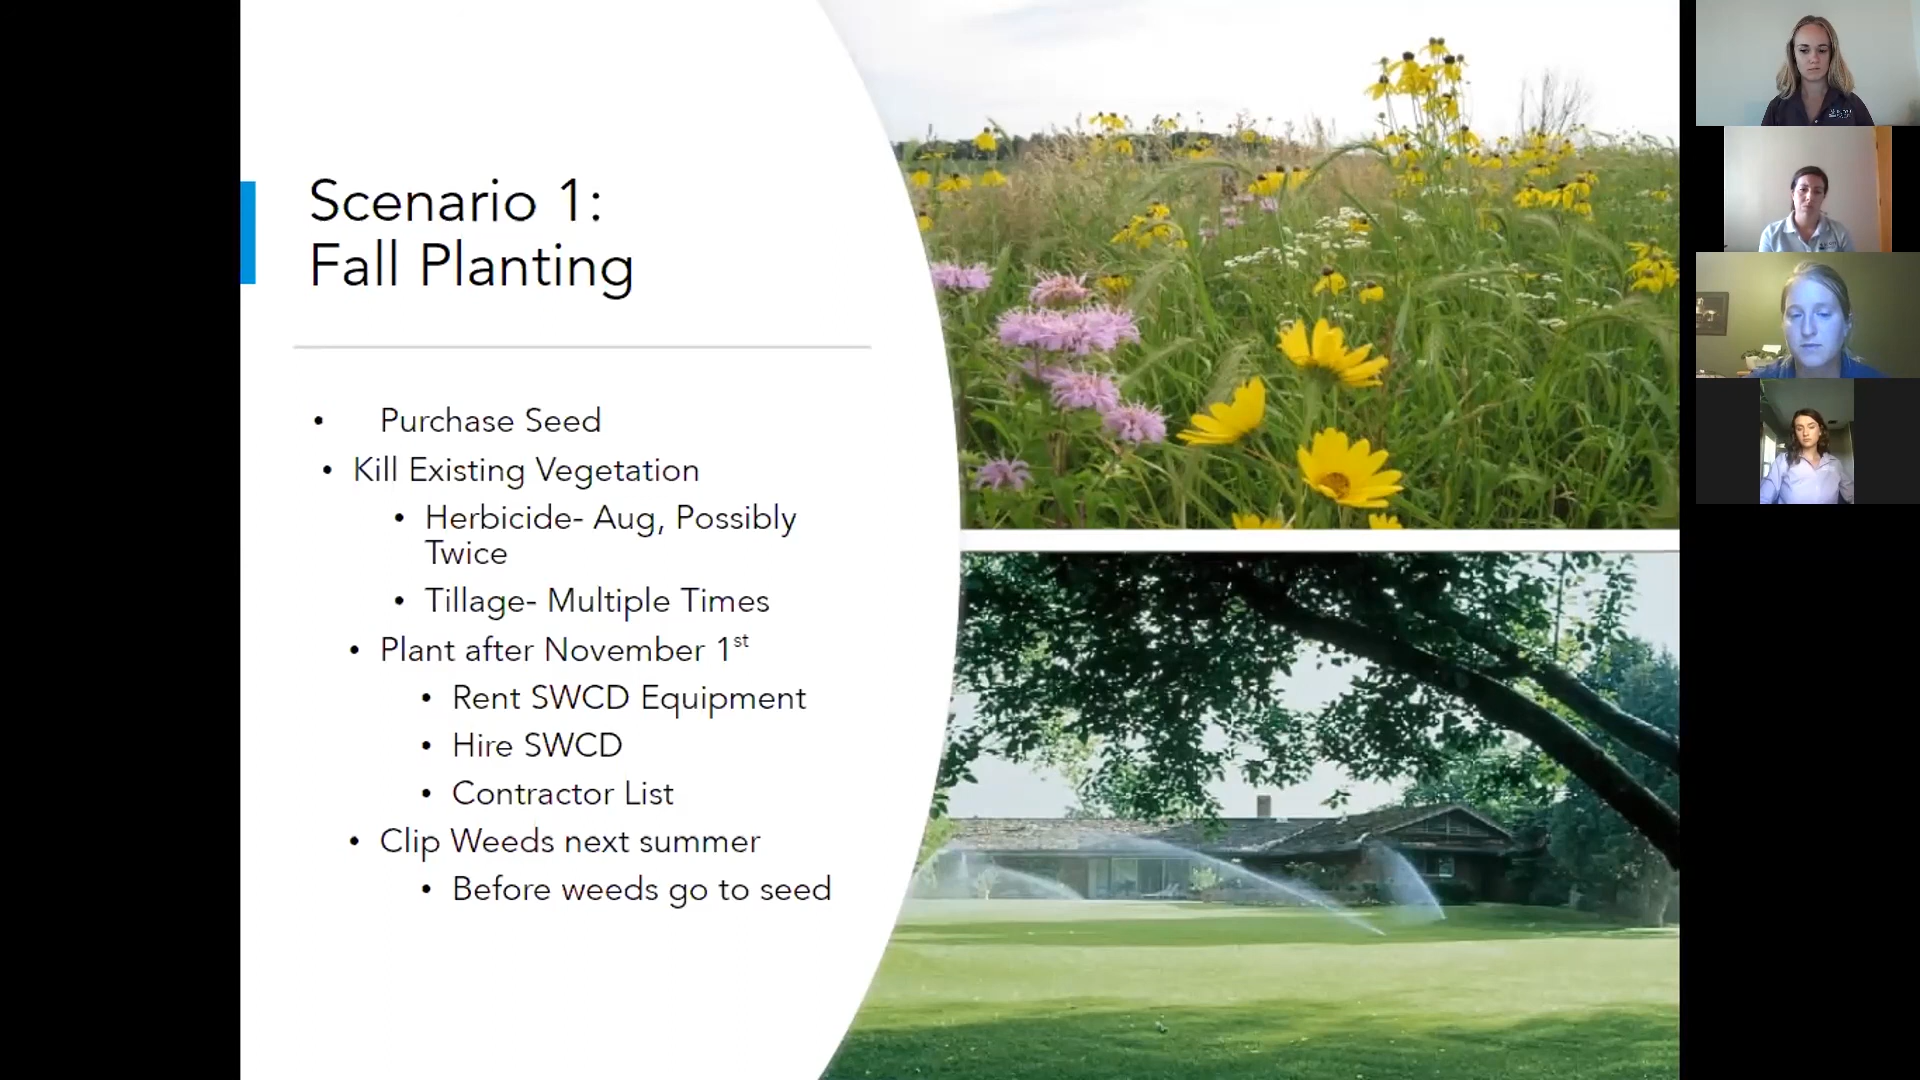 Scenario 1:
Fall Planting
• Purchase Seed
• Kill Existing Vegetation
• Herbicide- Aug, Possibly
Twice
• Tillage- Multiple Times
• Plant after November 1st
• Rent SWCD Equipment
• Hire SWCD
• Contractor List
• Clip Weeds next summer
• Before weeds go to seed